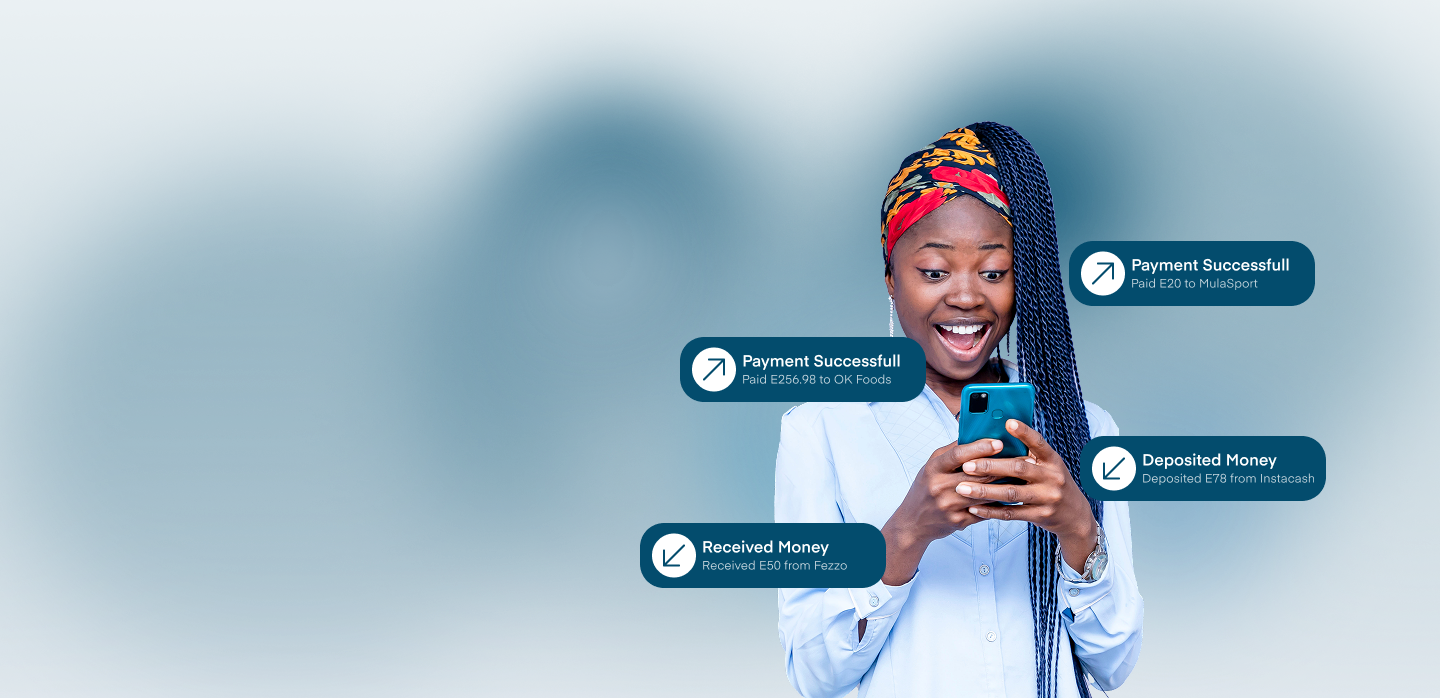 Payment Successfull
Paid E20 to MulaSport
Payment Successfull
Paid E256.98 to OK Foods
Deposited Money
Deposited E78 from Instacash
Received Money
Received E50 from Fezzo